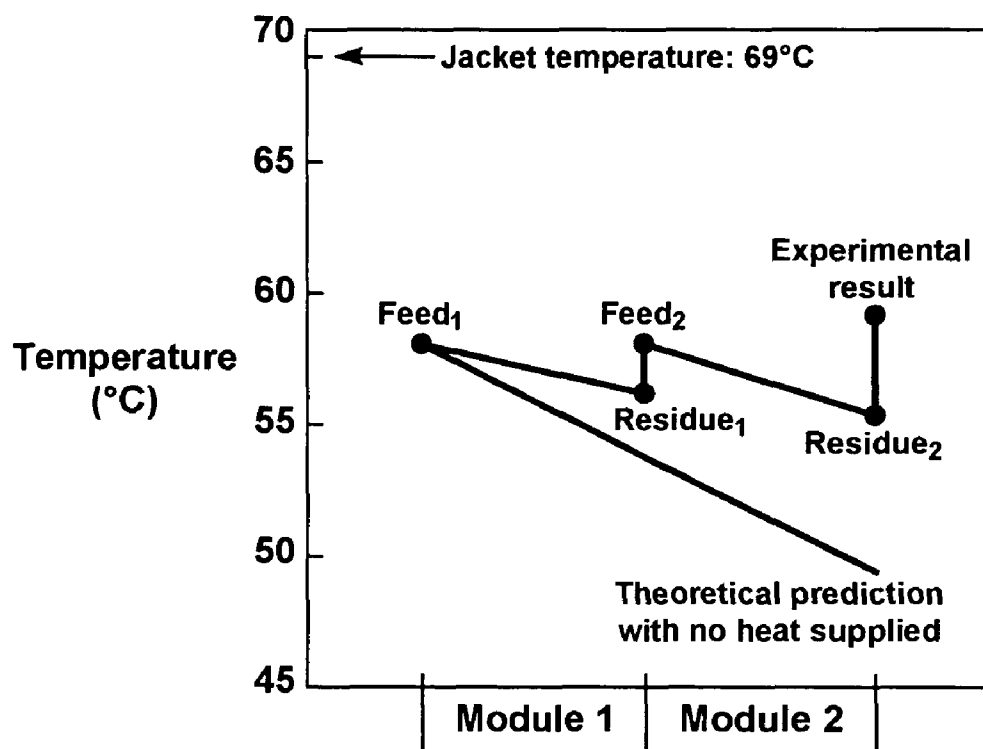 70
Jacket temperature: 69°C
65
Experimental
result
60
Feed₁
Feed₂
Temperature
(°C)
55
Residue₁
Residue₂
50
Theoretical prediction
with no heat supplied
45
Module 1
Module 2